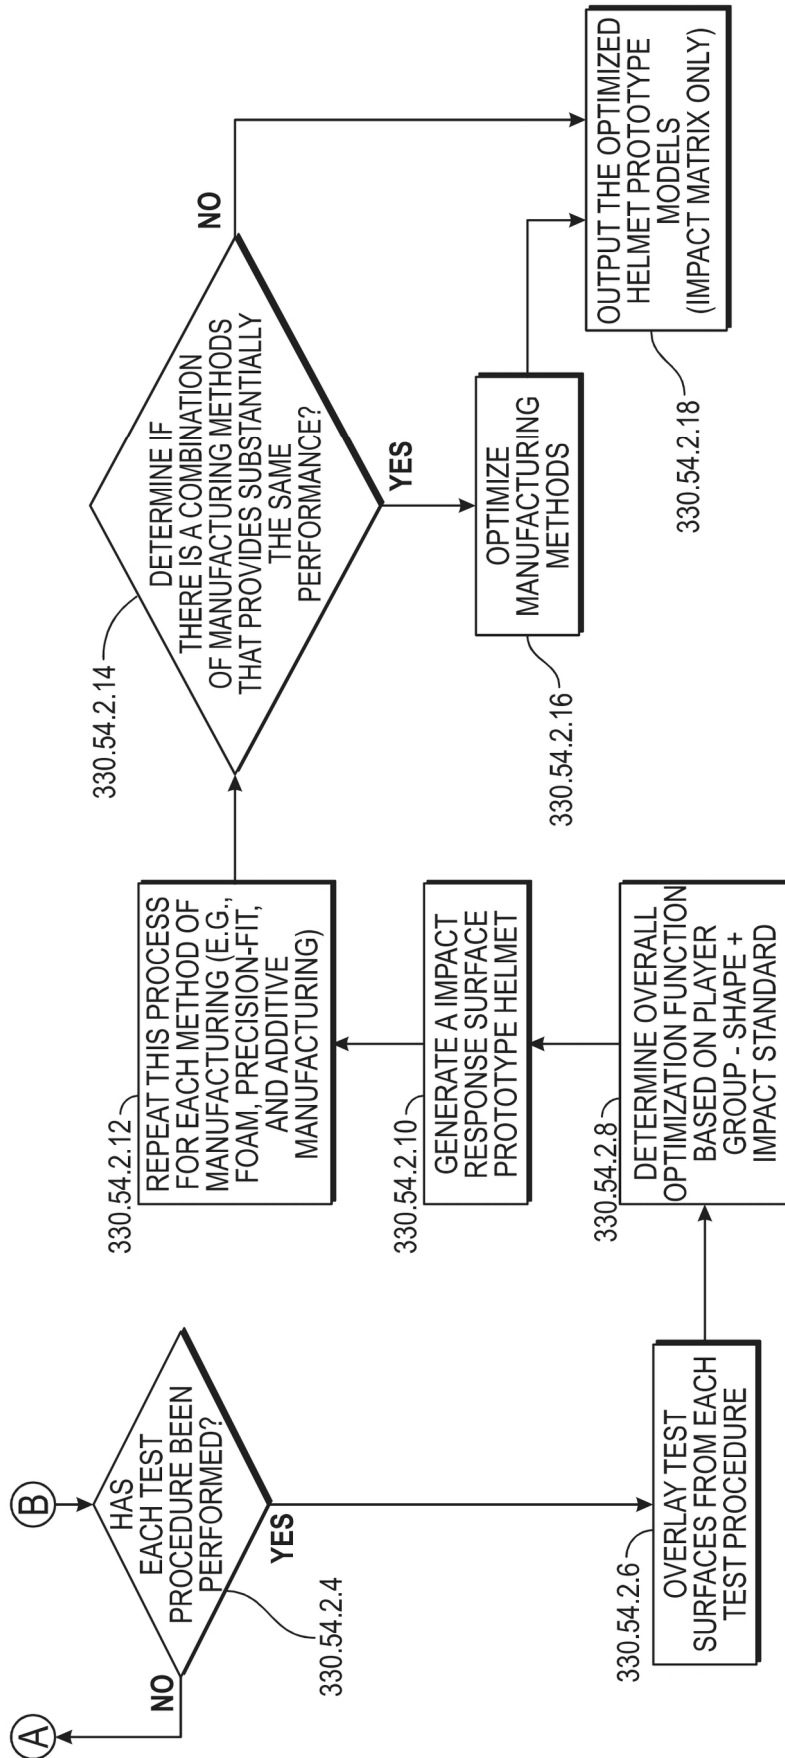 A
B
HAS
EACH TEST
PROCEDURE BEEN
PERFORMED?
NO
YES
330.54.2.4
OVERLAY TEST
SURFACES FROM EACH
TEST PROCEDURE
330.54.2.6
DETERMINE OVERALL
OPTIMIZATION FUNCTION
BASED ON PLAYER
GROUP - SHAPE +
IMPACT STANDARD
330.54.2.8
GENERATE A IMPACT
RESPONSE SURFACE
PROTOTYPE HELMET
330.54.2.10
REPEAT THIS PROCESS
FOR EACH METHOD OF
MANUFACTURING (E.G.,
FOAM, PRECISION-FIT,
AND ADDITIVE
MANUFACTURING)
330.54.2.12
DETERMINE IF
THERE IS A COMBINATION
OF MANUFACTURING METHODS
THAT PROVIDES SUBSTANTIALLY
THE SAME
PERFORMANCE?
330.54.2.14
NO
YES
OPTIMIZE
MANUFACTURING
METHODS
330.54.2.16
OUTPUT THE OPTIMIZED
HELMET PROTOTYPE
MODELS
(IMPACT MATRIX ONLY)
330.54.2.18